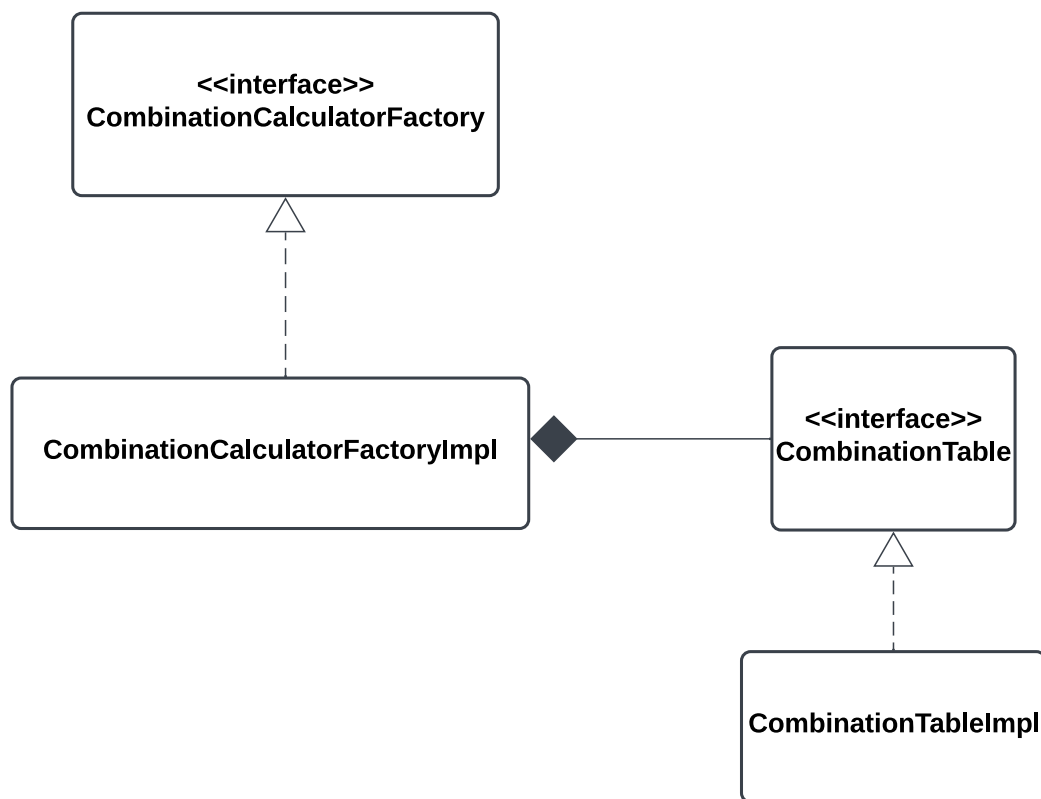 <<interface>>
CombinationCalculatorFactory
CombinationCalculatorFactoryImpl
<<interface>>
CombinationTable
CombinationTableImpl